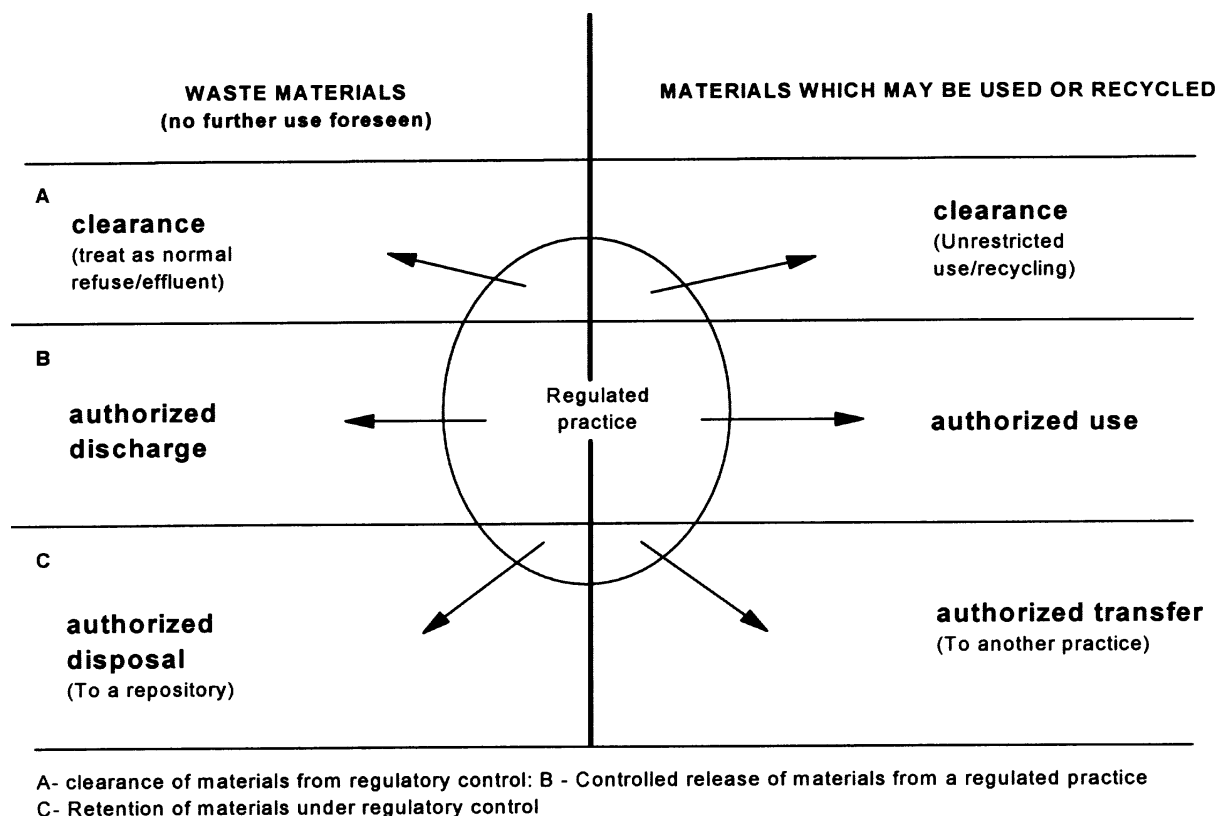 WASTE MATERIALS
(no further use foreseen)
MATERIALS WHICH MAY BE USED OR RECYCLED
A
clearance
(treat as normal
refuse/effluent)
clearance
(Unrestricted
use/recycling)
B
authorized
discharge
Regulated
practice
authorized use
C
authorized
disposal
(To a repository)
authorized transfer
(To another practice)
A- clearance of materials from regulatory control: B - Controlled release of materials from a regulated practice
C- Retention of materials under regulatory control